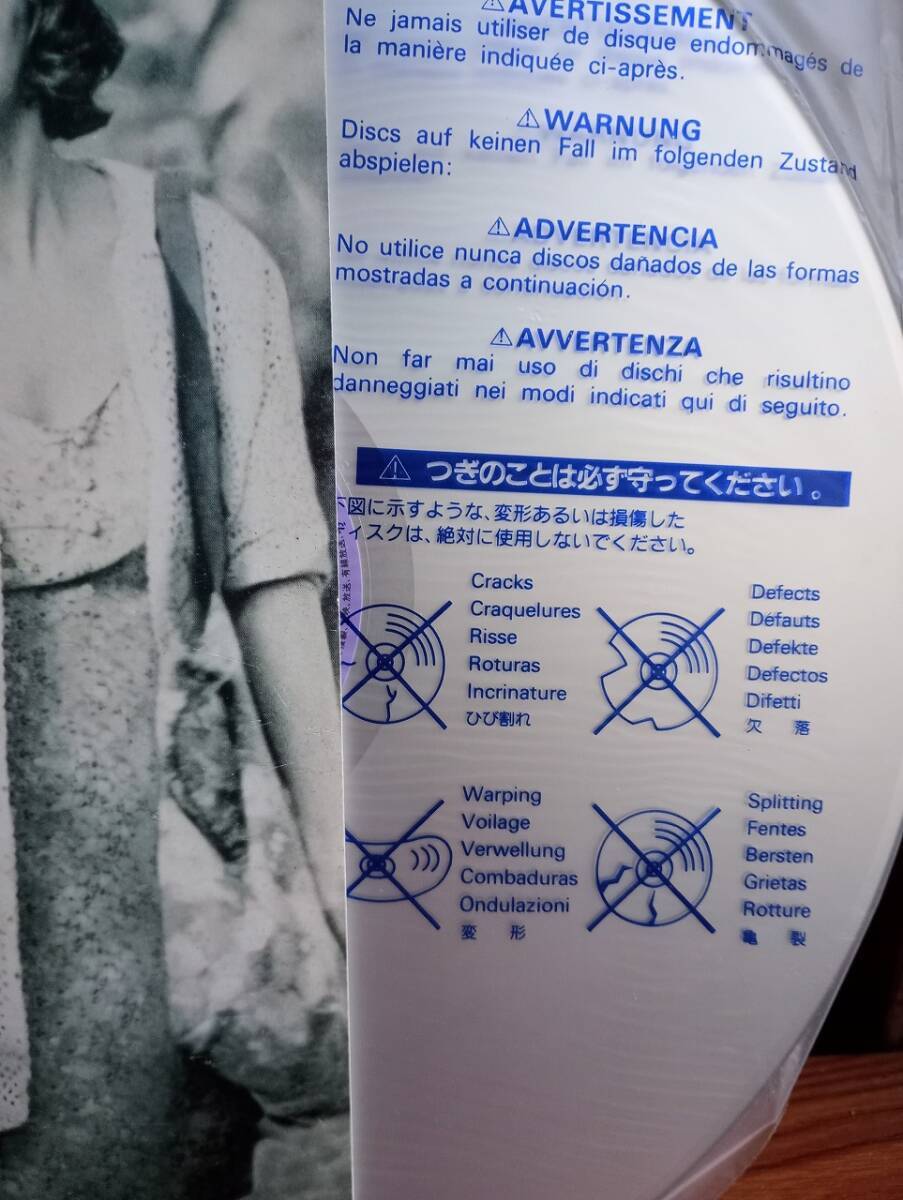 ⚠AVERTISSEMENT
Ne jamais utiliser de disque endommagés de
la manière indiquée ci-après.
⚠WARNUNG
Discs auf keinen Fall im folgenden Zustand
abspielen:
⚠ADVERTENCIA
No utilice nunca discos dañados de las formas
mostradas a continuación.
⚠AVVERTENZA
Non far mai uso di dischi che risultino
danneggiati nei modi indicati qui di seguito.
⚠ つぎのことは必ず守ってください。
下図に示すような、変形あるいは損傷した
ィスクは、絶対に使用しないでください。
Cracks
Craquelures
Risse
Roturas
Incrinature
ひび割れ
Defects
Défauts
Defekte
Defectos
Difetti
欠 落
Warping
Voilage
Verwellung
Combaduras
Ondulazioni
変 形
Splitting
Fentes
Bersten
Grietas
Rotture
亀 裂